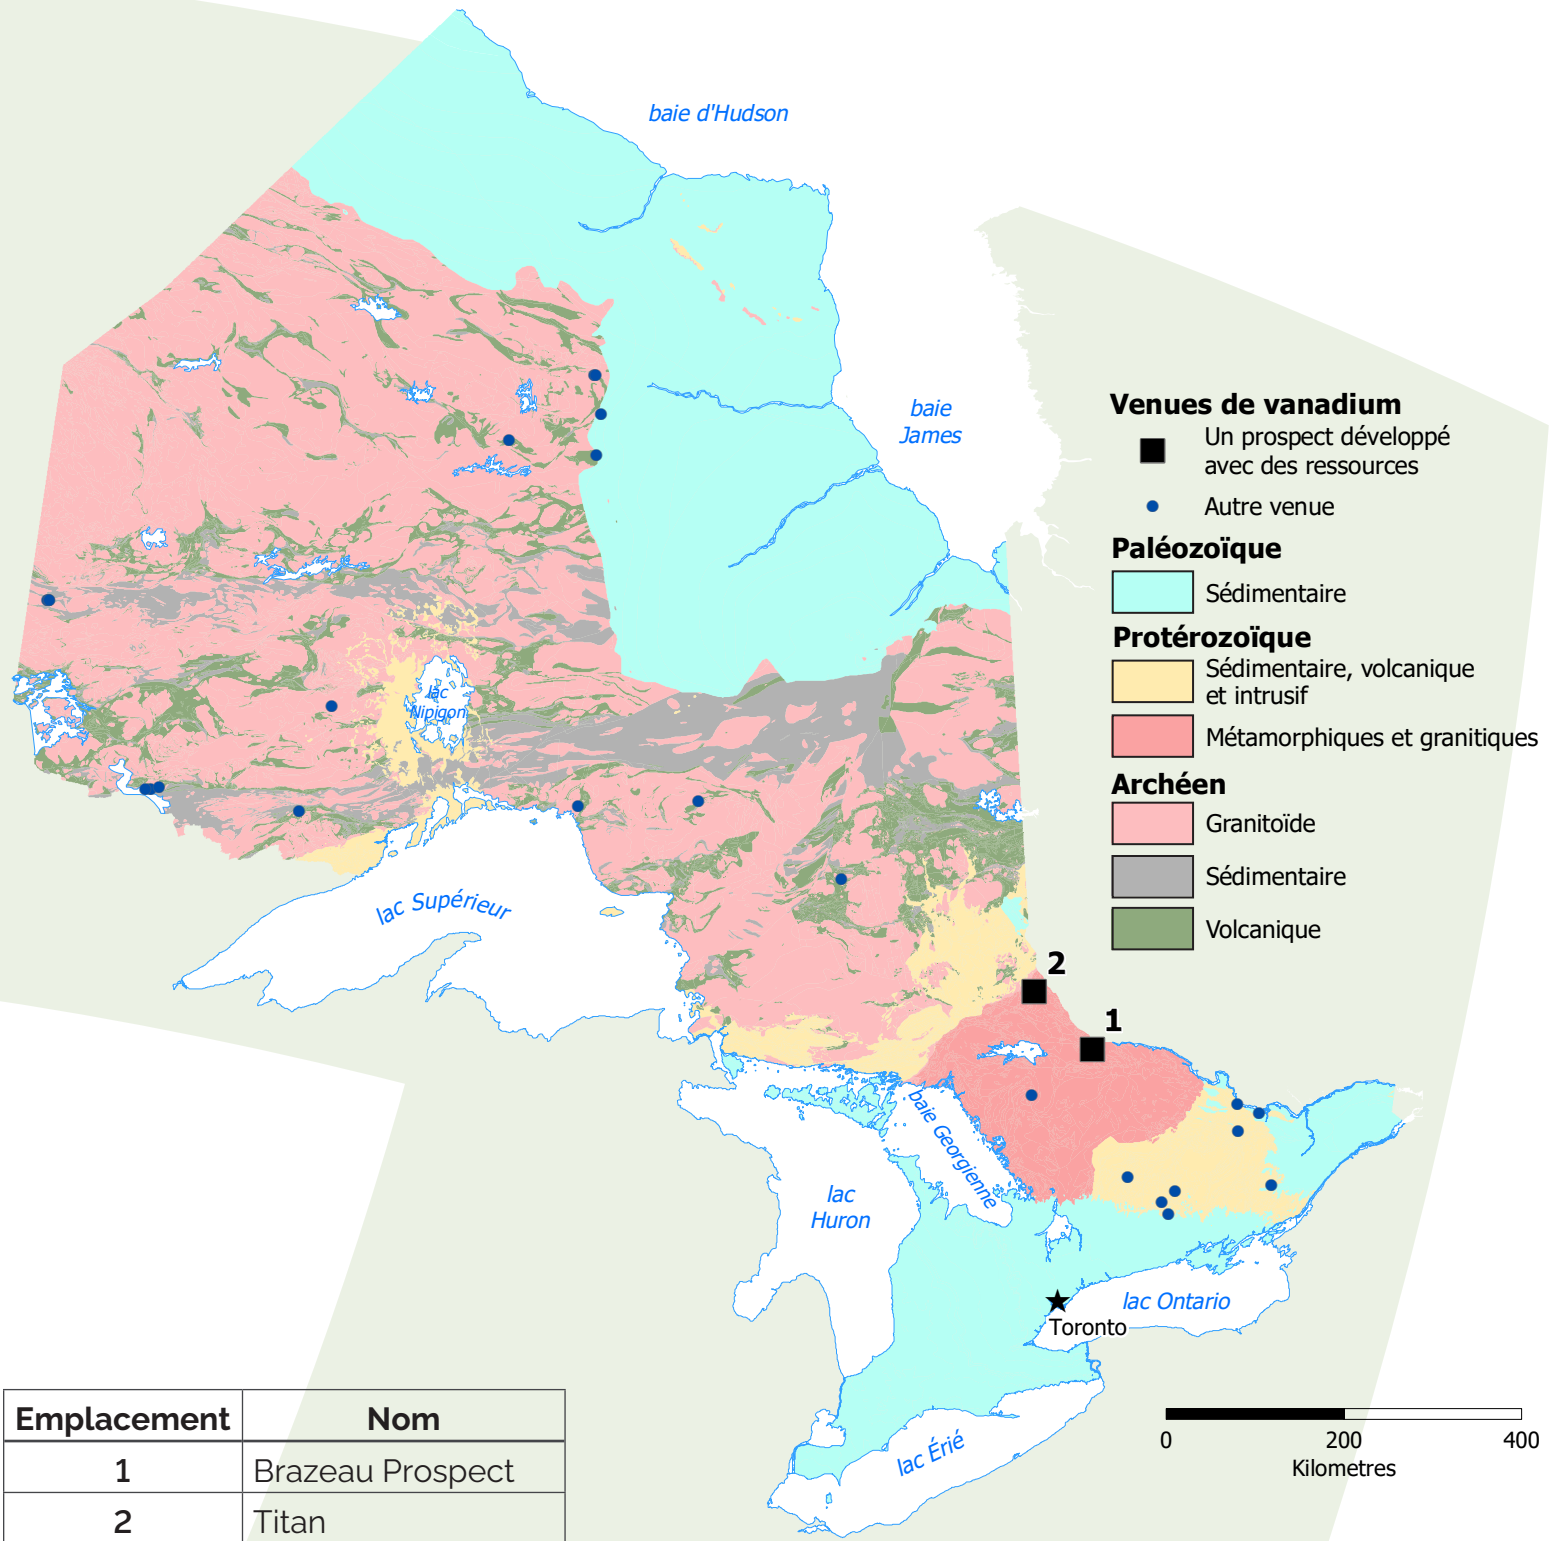 baie d'Hudson
baie
James
Venues de vanadium
Un prospect développé
avec des ressources
Autre venue
Paléozoïque
Sédimentaire
Protérozoïque
Sédimentaire, volcanique
et intrusif
Métamorphiques et granitiques
Archéen
Granitoïde
Sédimentaire
Volcanique
lac
Nipigon
lac Supérieur
2
1
baie Georgienne
lac
Huron
lac Ontario
Toronto
lac Érié
0 200 400
Kilometres
Emplacement Nom
1 Brazeau Prospect
2 Titan